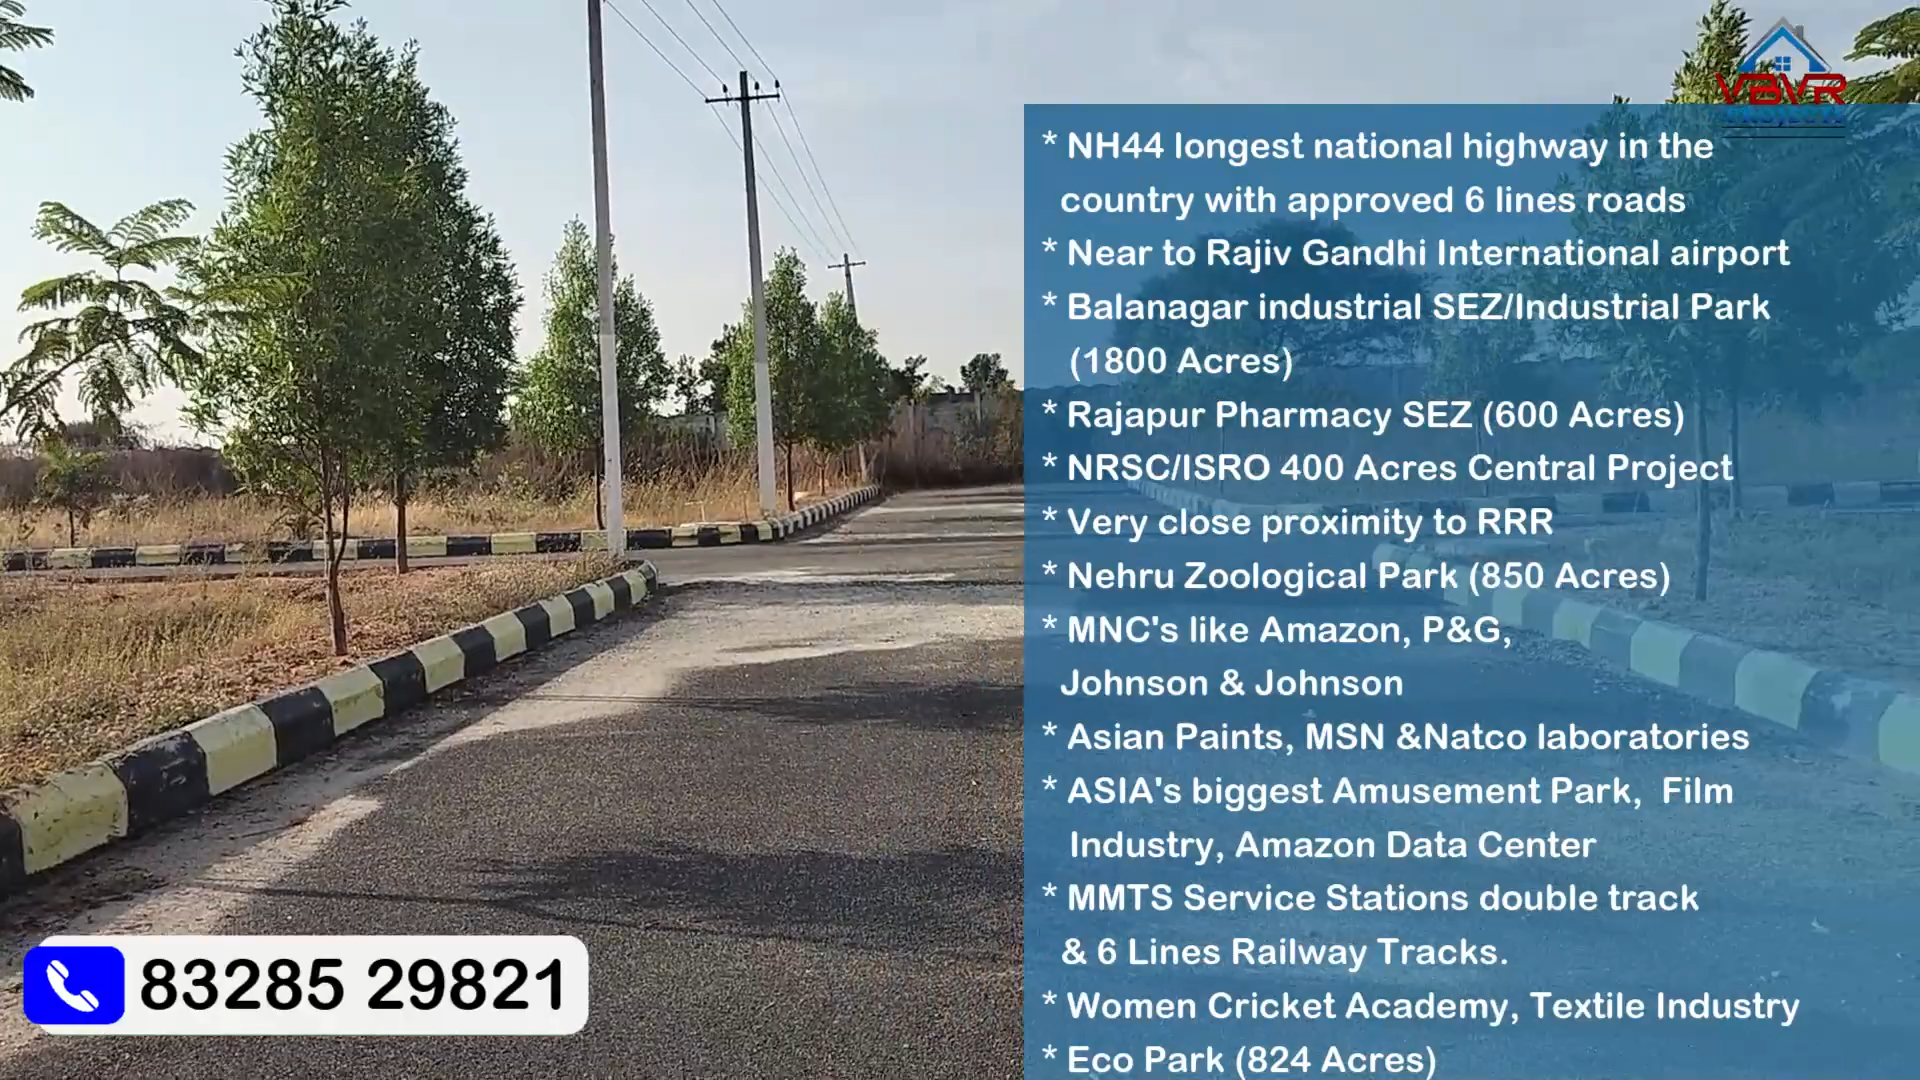 VBVR
PROJECTS
* NH44 longest national highway in the
country with approved 6 lines roads
* Near to Rajiv Gandhi International airport
* Balanagar industrial SEZ/Industrial Park
(1800 Acres)
* Rajapur Pharmacy SEZ (600 Acres)
* NRSC/ISRO 400 Acres Central Project
* Very close proximity to RRR
* Nehru Zoological Park (850 Acres)
* MNC's like Amazon, P&G,
Johnson & Johnson
* Asian Paints, MSN &Natco laboratories
* ASIA's biggest Amusement Park,  Film
Industry, Amazon Data Center
* MMTS Service Stations double track
& 6 Lines Railway Tracks.
* Women Cricket Academy, Textile Industry
* Eco Park (824 Acres)
83285 29821